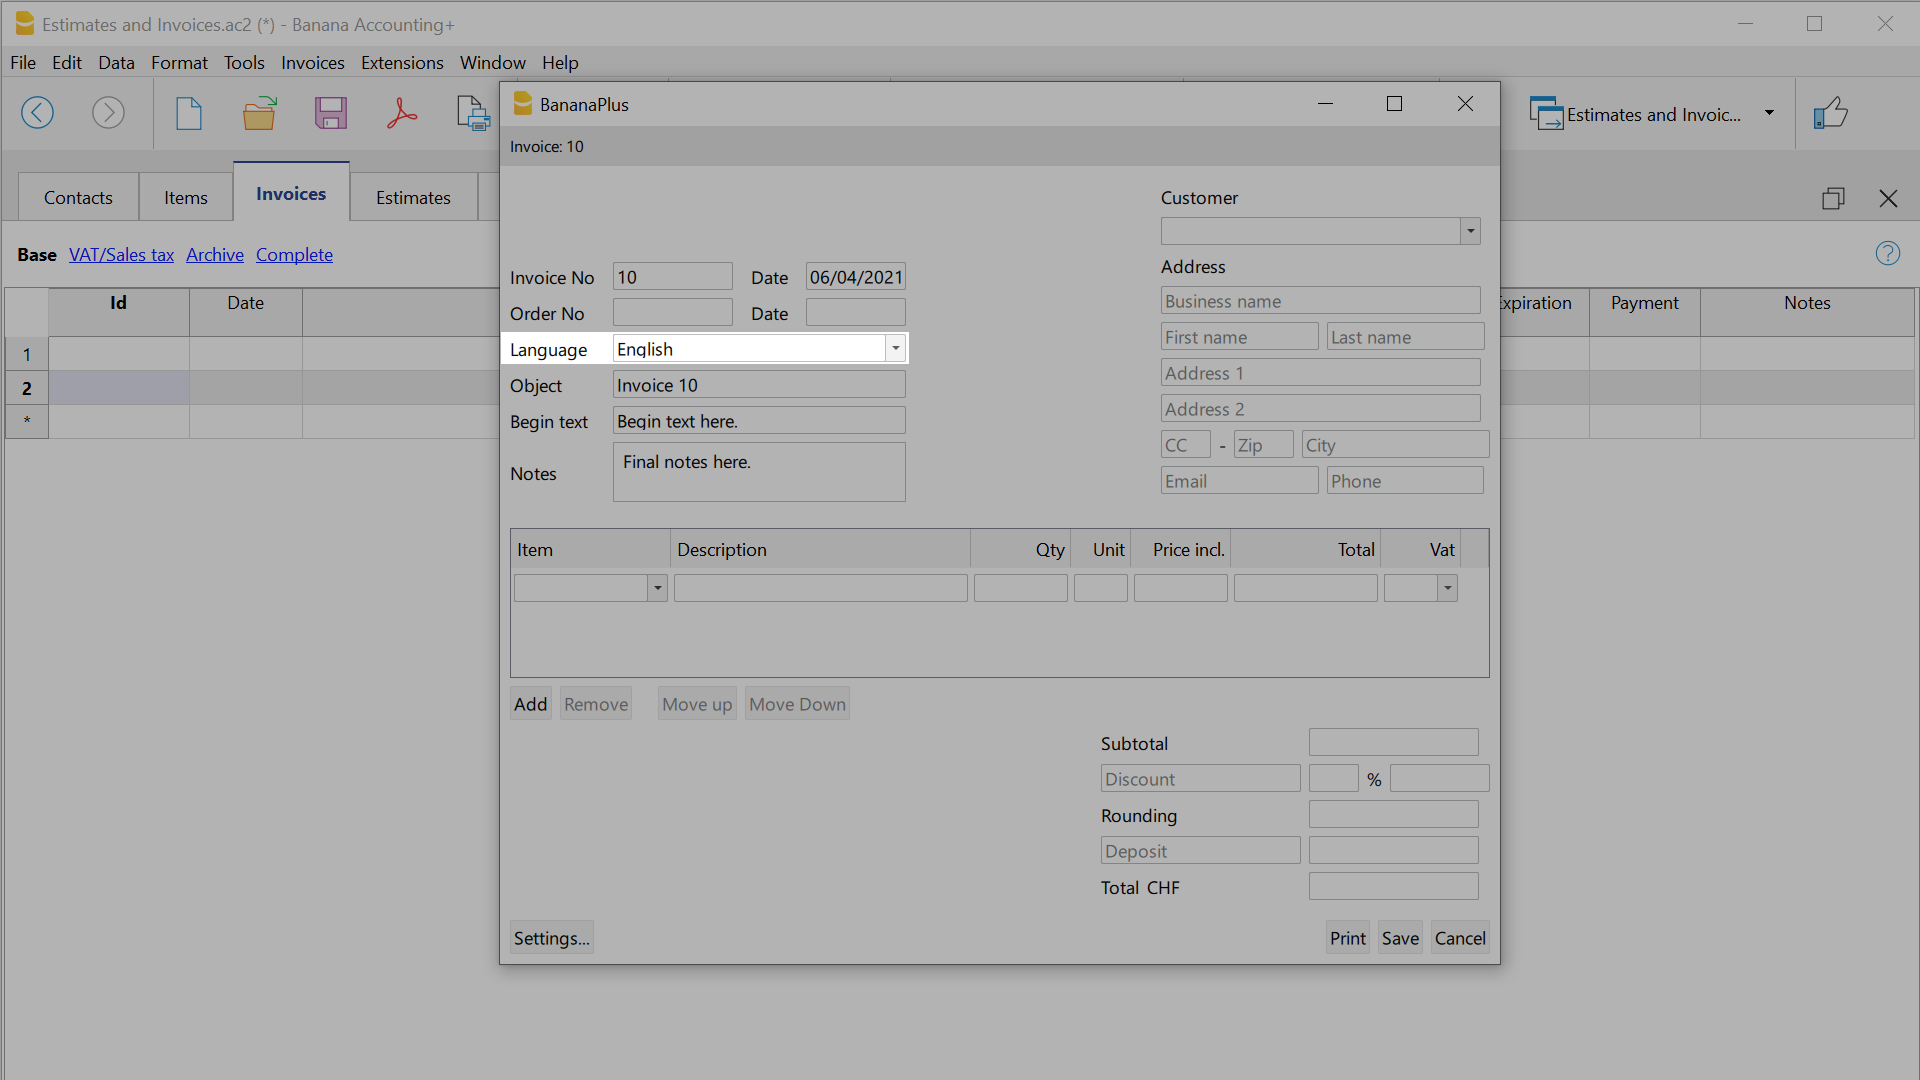 Estimates and Invoices.ac2 (*) - Banana Accounting+
File Edit Data Format Tools Invoices Extensions Window Help
Estimates and Invoic...
BananaPlus
Invoice: 10
Contacts Items Invoices Estimates
Base VAT/Sales tax Archive Complete
Id Date Expiration Payment Notes
1
2
*
Customer
Address
Business name
First name Last name
Address 1
Address 2
CC - Zip City
Email Phone
Invoice No 10 Date 06/04/2021
Order No Date
Language English
Object Invoice 10
Begin text Begin text here.
Notes Final notes here.
Item Description Qty Unit Price incl. Total Vat
Add Remove Move up Move Down
Subtotal
Discount %
Rounding
Deposit
Total CHF
Settings... Print Save Cancel